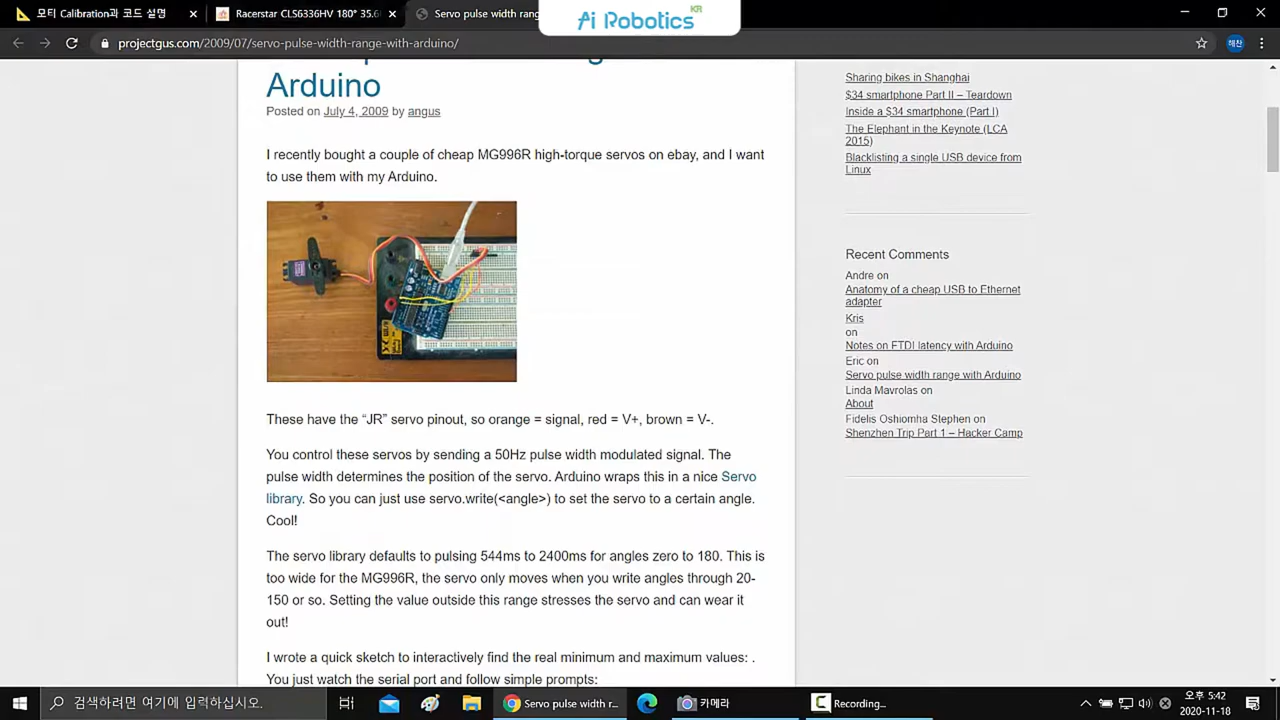 모티 Calibration과 코드 설명
Racerstar CLS6336HV 180° 35.6
Servo pulse width ran
Ai Robotics KR
projectgus.com/2009/07/servo-pulse-width-range-with-arduino/
해찬
Arduino
Posted on July 4, 2009 by angus
I recently bought a couple of cheap MG996R high-torque servos on ebay, and I want
to use them with my Arduino.
These have the “JR” servo pinout, so orange = signal, red = V+, brown = V-.
You control these servos by sending a 50Hz pulse width modulated signal. The
pulse width determines the position of the servo. Arduino wraps this in a nice Servo
library. So you can just use servo.write(<angle>) to set the servo to a certain angle.
Cool!
The servo library defaults to pulsing 544ms to 2400ms for angles zero to 180. This is
too wide for the MG996R, the servo only moves when you write angles through 20-
150 or so. Setting the value outside this range stresses the servo and can wear it
out!
I wrote a quick sketch to interactively find the real minimum and maximum values: .
You just watch the serial port and follow simple prompts:
Sharing bikes in Shanghai
$34 smartphone Part II – Teardown
Inside a $34 smartphone (Part I)
The Elephant in the Keynote (LCA
2015)
Blacklisting a single USB device from
Linux
Recent Comments
Andre on
Anatomy of a cheap USB to Ethernet
adapter
Kris
on
Notes on FTDI latency with Arduino
Eric on
Servo pulse width range with Arduino
Linda Mavrolas on
About
Fidelis Oshiomha Stephen on
Shenzhen Trip Part 1 – Hacker Camp
검색하려면 여기에 입력하십시오.
Servo pulse width r...
카메라
Recording...
오후 5:42
2020-11-18